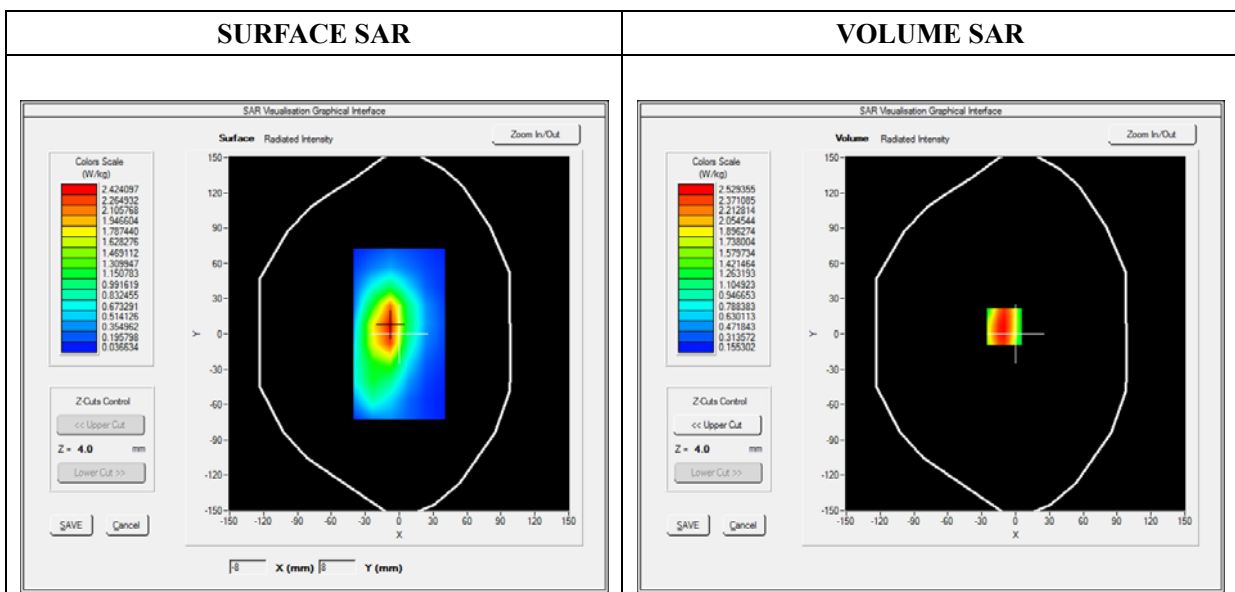 SURFACE SAR
VOLUME SAR
SAR Visualisation Graphical Interface
Surface Radiated Intensity
Zoom In/Out
Colors Scale
(W/kg)
2.424097
2.264932
2.105768
1.946604
1.787440
1.628276
1.469112
1.309947
1.150783
0.991619
0.832455
0.673291
0.514126
0.354962
0.195798
0.036634
Z-Cuts Control
<< Upper Cut
Z = 4.0 mm
Lower Cut >>
SAVE Cancel
150
120
90
60
30
0
-30
-60
-90
-120
-150
Y
-150 -120 -90 -60 -30 0 30 60 90 120 150
X
-8 X (mm) 8 Y (mm)
SAR Visualisation Graphical Interface
Volume Radiated Intensity
Zoom In/Out
Colors Scale
(W/kg)
2.529355
2.371085
2.212814
2.054544
1.896274
1.738004
1.579734
1.421464
1.263193
1.104923
0.946653
0.788383
0.630113
0.471843
0.313572
0.155302
Z-Cuts Control
<< Upper Cut
Z = 4.0 mm
Lower Cut >>
SAVE Cancel
150
120
90
60
30
0
-30
-60
-90
-120
-150
Y
-150 -120 -90 -60 -30 0 30 60 90 120 150
X